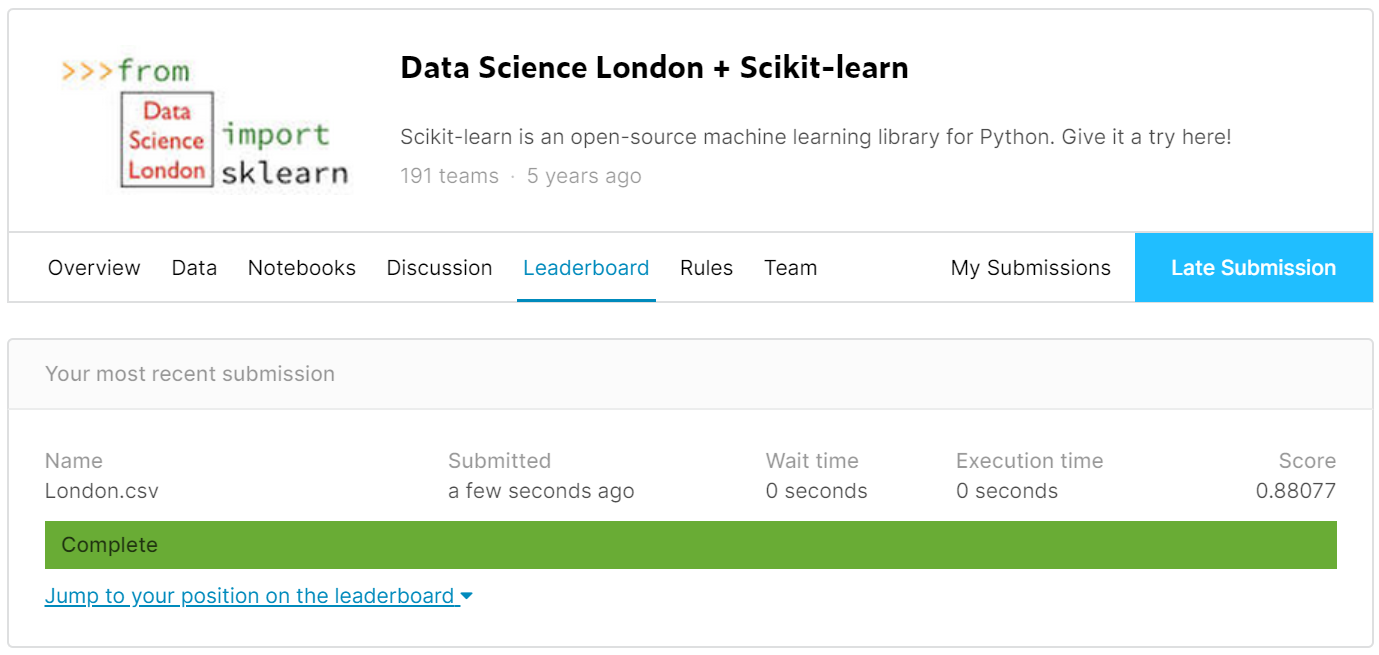 >>>from
Data
Science
London
import
sklearn
Data Science London + Scikit-learn
Scikit-learn is an open-source machine learning library for Python. Give it a try here!
191 teams · 5 years ago
Overview Data Notebooks Discussion Leaderboard Rules Team My Submissions Late Submission
Your most recent submission
Name Submitted Wait time Execution time Score
London.csv a few seconds ago 0 seconds 0 seconds 0.88077
Complete
Jump to your position on the leaderboard